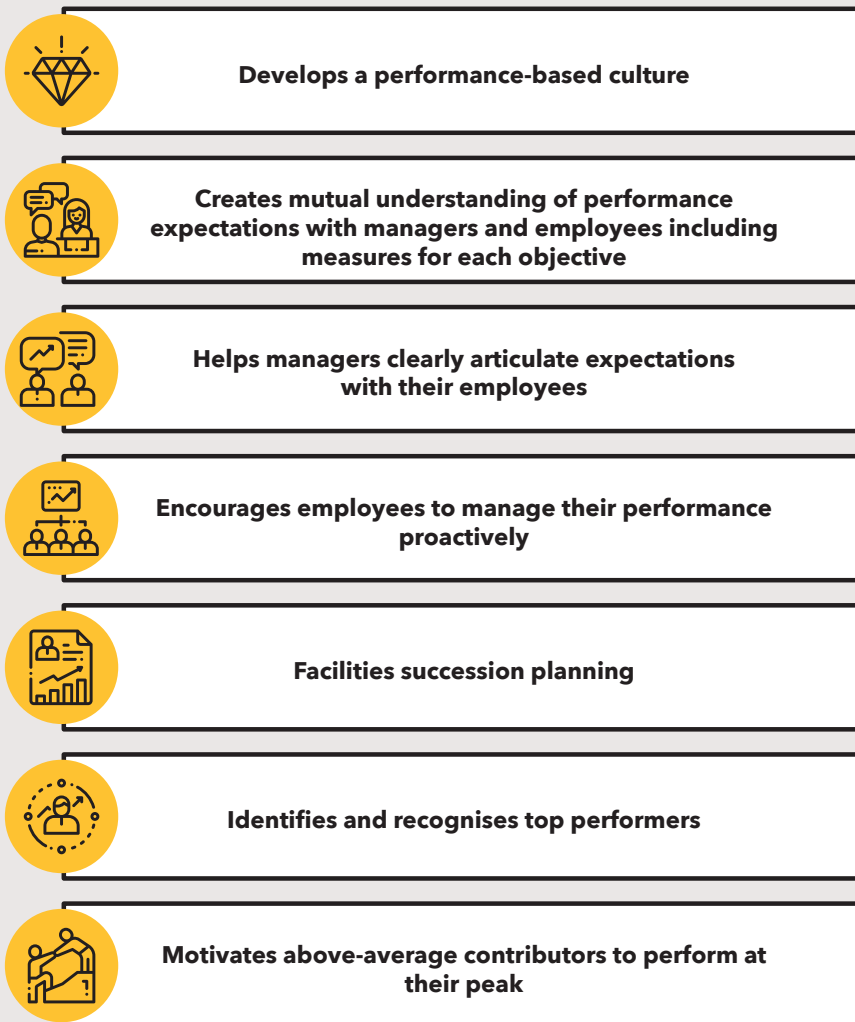 Develops a performance-based culture
Creates mutual understanding of performance
expectations with managers and employees including
measures for each objective
Helps managers clearly articulate expectations
with their employees
Encourages employees to manage their performance
proactively
Facilities succession planning
Identifies and recognises top performers
Motivates above-average contributors to perform at
their peak